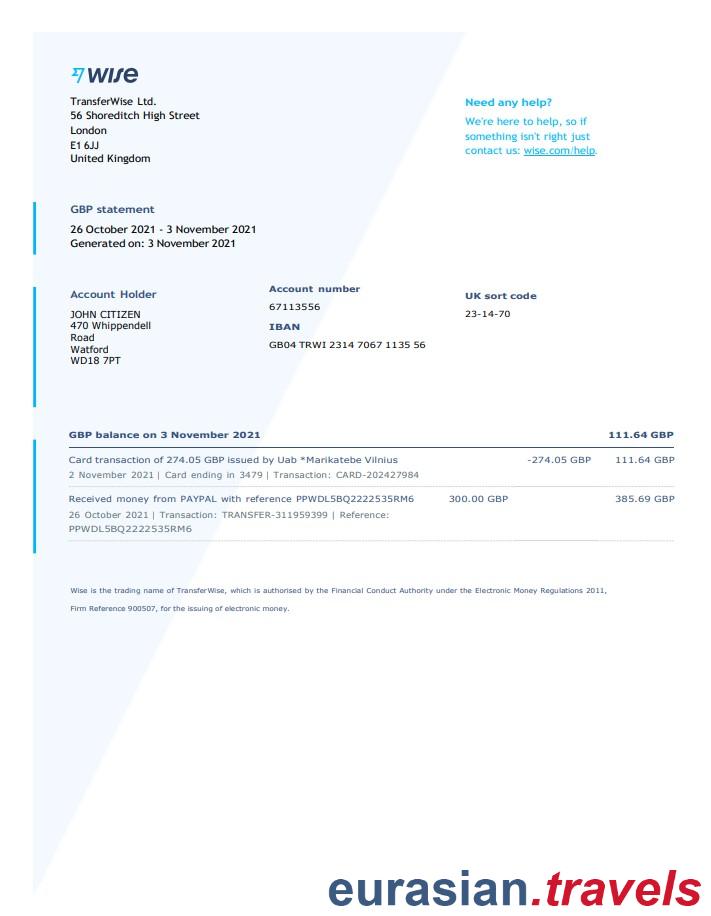 wise
TransferWise Ltd.
56 Shoreditch High Street
London
E1 6JJ
United Kingdom
Need any help?
We're here to help, so if
something isn't right just
contact us: wise.com/help.
GBP statement
26 October 2021 - 3 November 2021
Generated on: 3 November 2021
Account Holder
JOHN CITIZEN
470 Whippendell
Road
Watford
WD18 7PT
Account number
67113556
IBAN
GB04 TRWI 2314 7067 1135 56
UK sort code
23-14-70
GBP balance on 3 November 2021 111.64 GBP
Card transaction of 274.05 GBP issued by Uab *Marikatebe Vilnius -274.05 GBP 111.64 GBP
2 November 2021 | Card ending in 3479 | Transaction: CARD-202427984
Received money from PAYPAL with reference PPWDL5BQ2222535RM6 300.00 GBP 385.69 GBP
26 October 2021 | Transaction: TRANSFER-311959399 | Reference:
PPWDL5BQ2222535RM6
Wise is the trading name of TransferWise, which is authorised by the Financial Conduct Authority under the Electronic Money Regulations 2011,
Firm Reference 900507, for the issuing of electronic money.
eurasian.travels